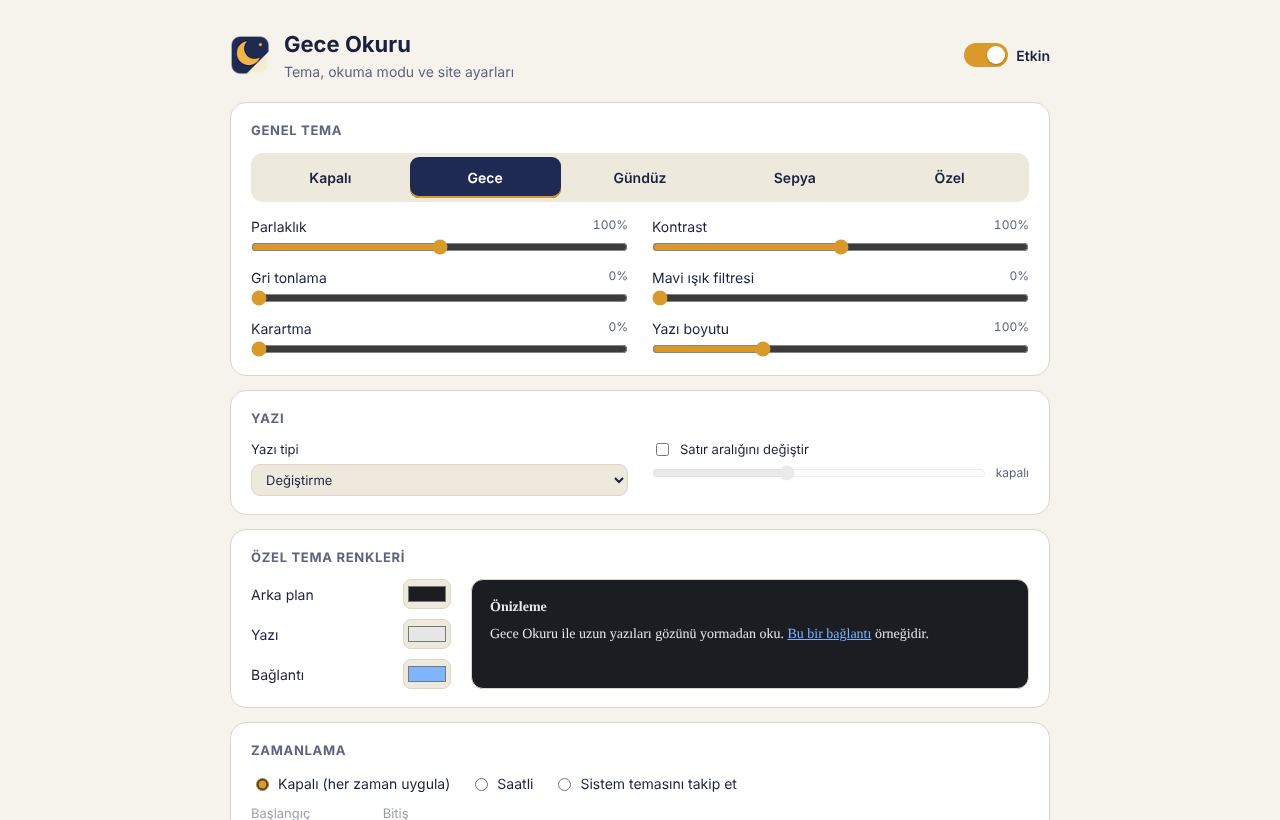 Gece Okuru
Tema, okuma modu ve site ayarları
Etkin
GENEL TEMA
Kapalı
Gece
Gündüz
Sepya
Özel
Parlaklık
100%
Kontrast
100%
Gri tonlama
0%
Mavi ışık filtresi
0%
Karartma
0%
Yazı boyutu
100%
YAZI
Yazı tipi
Değiştirme
Satır aralığını değiştir
kapalı
ÖZEL TEMA RENKLERİ
Arka plan
Yazı
Bağlantı
Önizleme
Gece Okuru ile uzun yazıları gözünü yormadan oku. Bu bir bağlantı örneğidir.
ZAMANLAMA
Kapalı (her zaman uygula)
Saatli
Sistem temasını takip et
Başlangıç
Bitiş